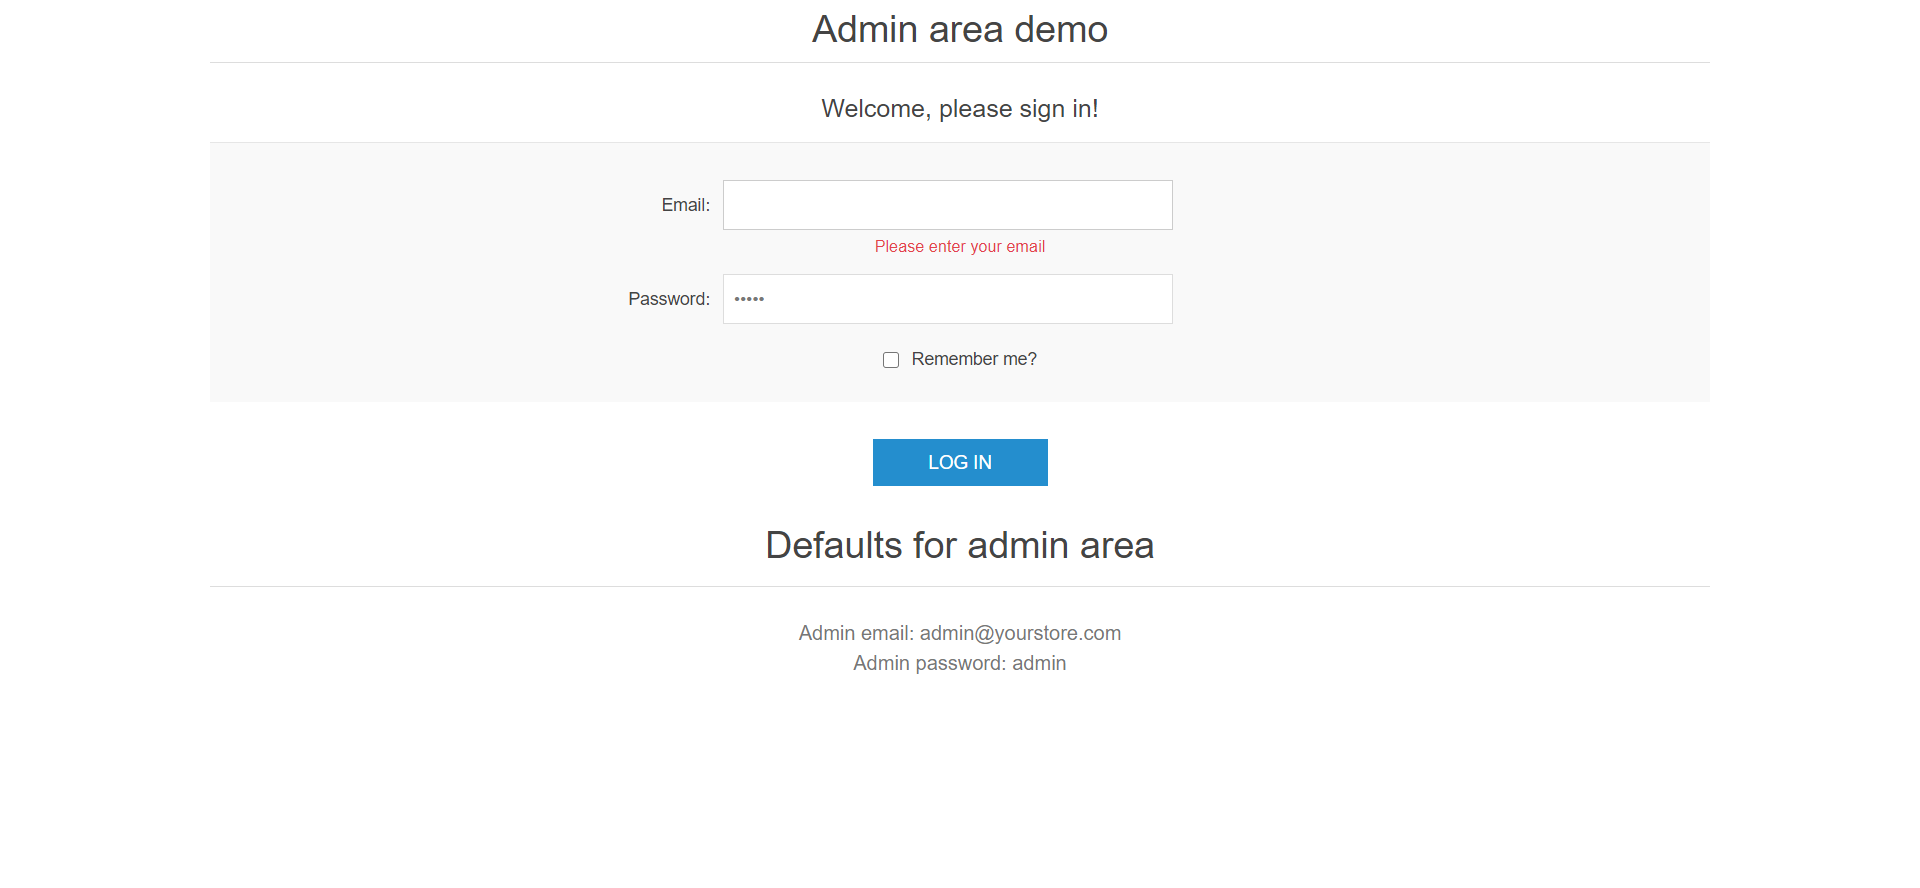 Admin area demo
Welcome, please sign in!
Email:
Please enter your email
Password: •••••
Remember me?
LOG IN
Defaults for admin area
Admin email: admin@yourstore.com
Admin password: admin